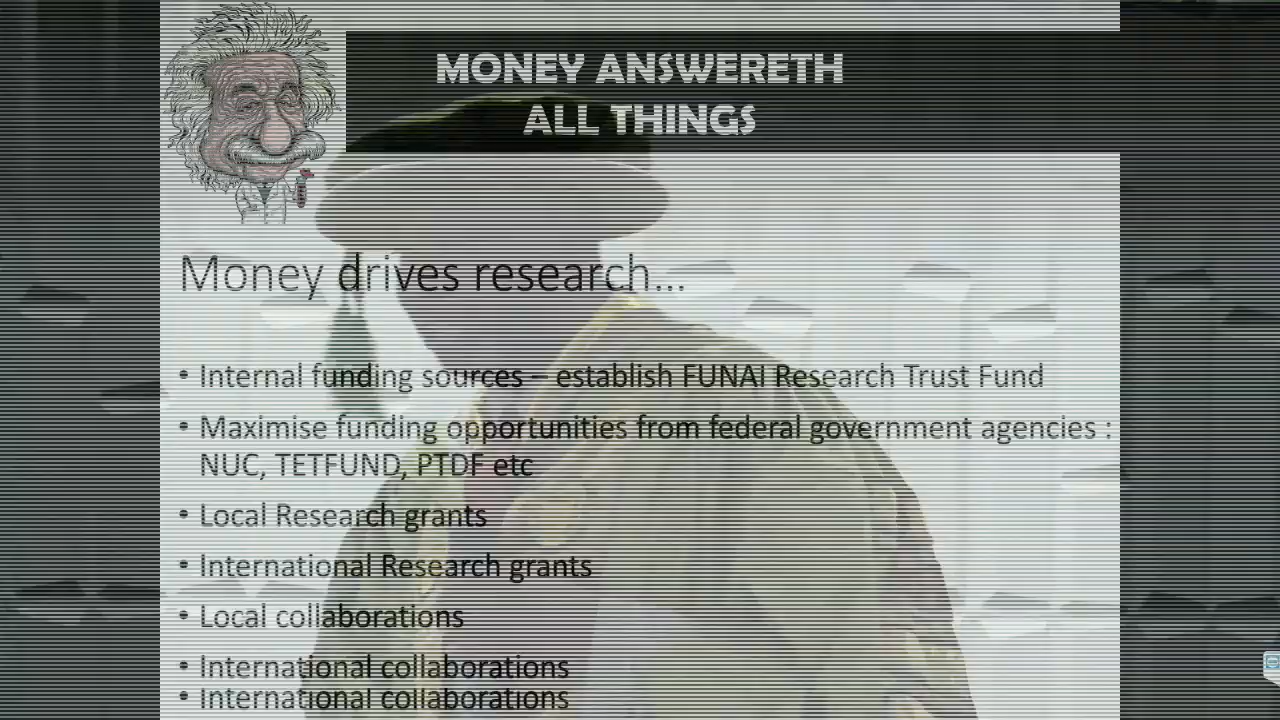 MONEY ANSWERETH
ALL THINGS
Money drives research...
• Internal funding sources – establish FUNAI Research Trust Fund
• Maximise funding opportunities from federal government agencies :
NUC, TETFUND, PTDF etc
• Local Research grants
• International Research grants
• Local collaborations
• International collaborations
• International collaborations